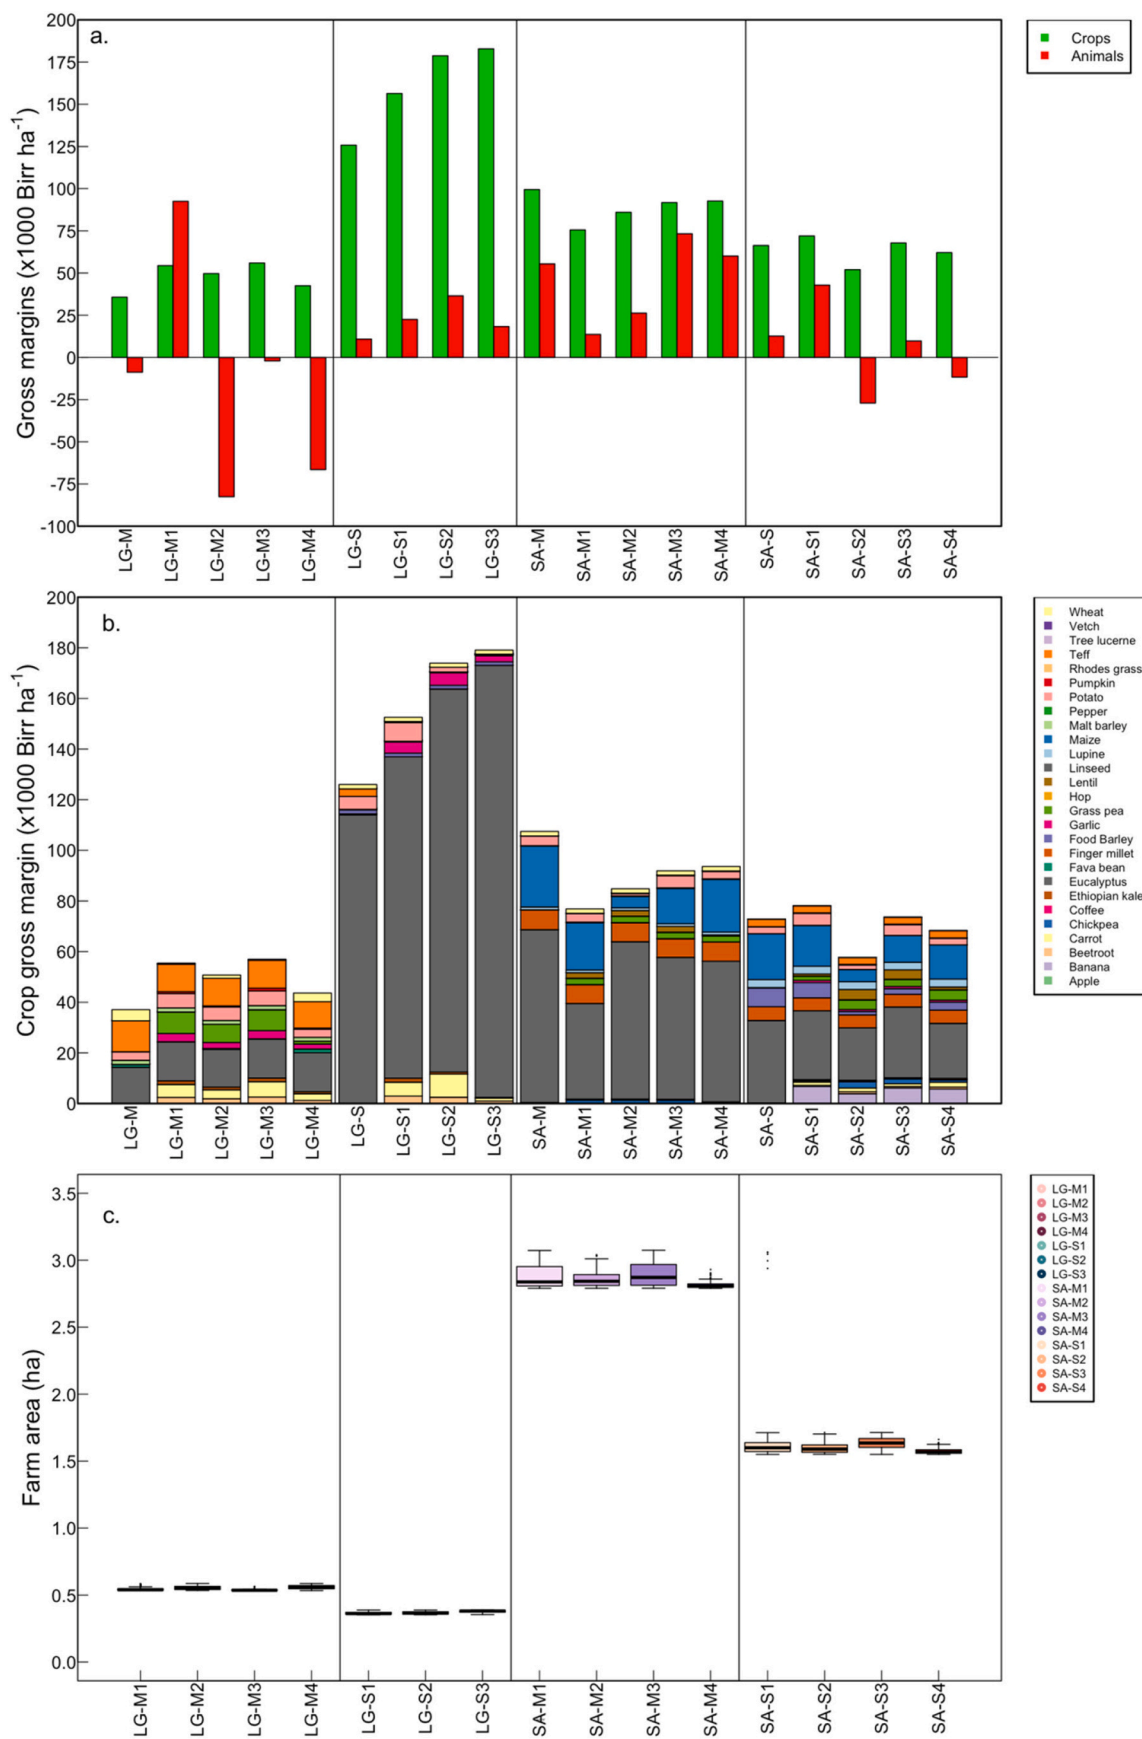 a.
Gross margins (x1000 Birr ha-1)
200
175
150
125
100
75
50
25
0
-25
-50
-75
-100
LG-M
LG-M1
LG-M2
LG-M3
LG-M4
LG-S
LG-S1
LG-S2
LG-S3
SA-M
SA-M1
SA-M2
SA-M3
SA-M4
SA-S
SA-S1
SA-S2
SA-S3
SA-S4
Crops
Animals
b.
Crop gross margin (x1000 Birr ha-1)
200
180
160
140
120
100
80
60
40
20
0
LG-M
LG-M1
LG-M2
LG-M3
LG-M4
LG-S
LG-S1
LG-S2
LG-S3
SA-M
SA-M1
SA-M2
SA-M3
SA-M4
SA-S
SA-S1
SA-S2
SA-S3
SA-S4
Wheat
Vetch
Tree lucerne
Teff
Rhodes grass
Pumpkin
Potato
Pepper
Malt barley
Maize
Lupine
Linseed
Lentil
Hop
Grass pea
Garlic
Food Barley
Finger millet
Fava bean
Eucalyptus
Ethiopian kale
Coffee
Chickpea
Carrot
Beetroot
Banana
Apple
c.
Farm area (ha)
3.5
3.0
2.5
2.0
1.5
1.0
0.5
0.0
LG-M1
LG-M2
LG-M3
LG-M4
LG-S1
LG-S2
LG-S3
SA-M1
SA-M2
SA-M3
SA-M4
SA-S1
SA-S2
SA-S3
SA-S4
LG-M1
LG-M2
LG-M3
LG-M4
LG-S1
LG-S2
LG-S3
SA-M1
SA-M2
SA-M3
SA-M4
SA-S1
SA-S2
SA-S3
SA-S4